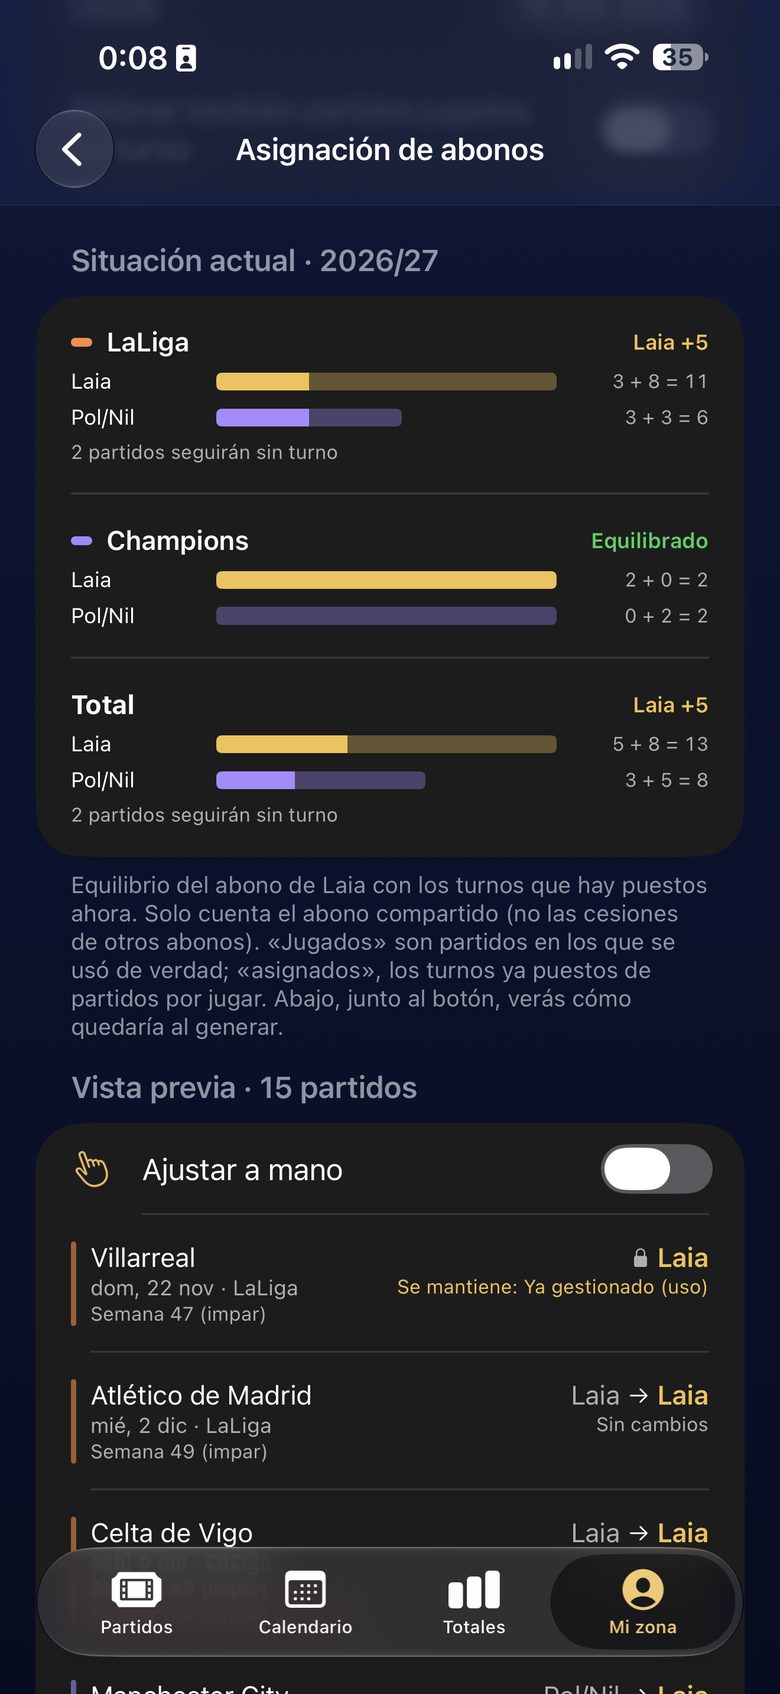 0:08
35
Asignación de abonos
Situación actual · 2026/27
LaLiga
Laia +5
Laia
3 + 8 = 11
Pol/Nil
3 + 3 = 6
2 partidos seguirán sin turno
Champions
Equilibrado
Laia
2 + 0 = 2
Pol/Nil
0 + 2 = 2
Total
Laia +5
Laia
5 + 8 = 13
Pol/Nil
3 + 5 = 8
2 partidos seguirán sin turno
Equilibrio del abono de Laia con los turnos que hay puestos
ahora. Solo cuenta el abono compartido (no las cesiones
de otros abonos). «Jugados» son partidos en los que se
usó de verdad; «asignados», los turnos ya puestos de
partidos por jugar. Abajo, junto al botón, verás cómo
quedaría al generar.
Vista previa · 15 partidos
Ajustar a mano
Villarreal
Laia
dom, 22 nov · LaLiga
Se mantiene: Ya gestionado (uso)
Semana 47 (impar)
Atlético de Madrid
Laia → Laia
mié, 2 dic · LaLiga
Sin cambios
Semana 49 (impar)
Celta de Vigo
Laia → Laia
Partidos
Calendario
Totales
Mi zona
Manchester City
Pol/Nil → Laia